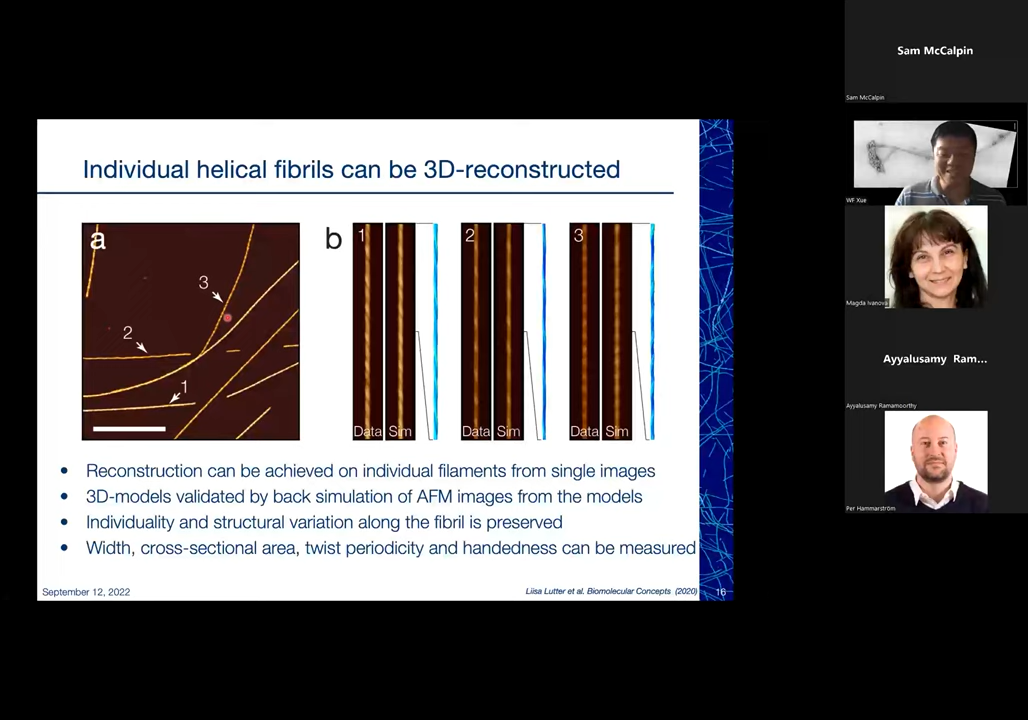 Sam McCalpin
Sam McCalpin
WF Xue
Magda Ivanova
Ayyalusamy Ram...
Ayyalusamy Ramamoorthy
Per Hammarström
Individual helical fibrils can be 3D-reconstructed
a
3
2
1
b
1
2
3
Data Sim
Data Sim
Data Sim
• Reconstruction can be achieved on individual filaments from single images
• 3D-models validated by back simulation of AFM images from the models
• Individuality and structural variation along the fibril is preserved
• Width, cross-sectional area, twist periodicity and handedness can be measured
September 12, 2022
Liisa Lutter et al. Biomolecular Concepts (2020)
16